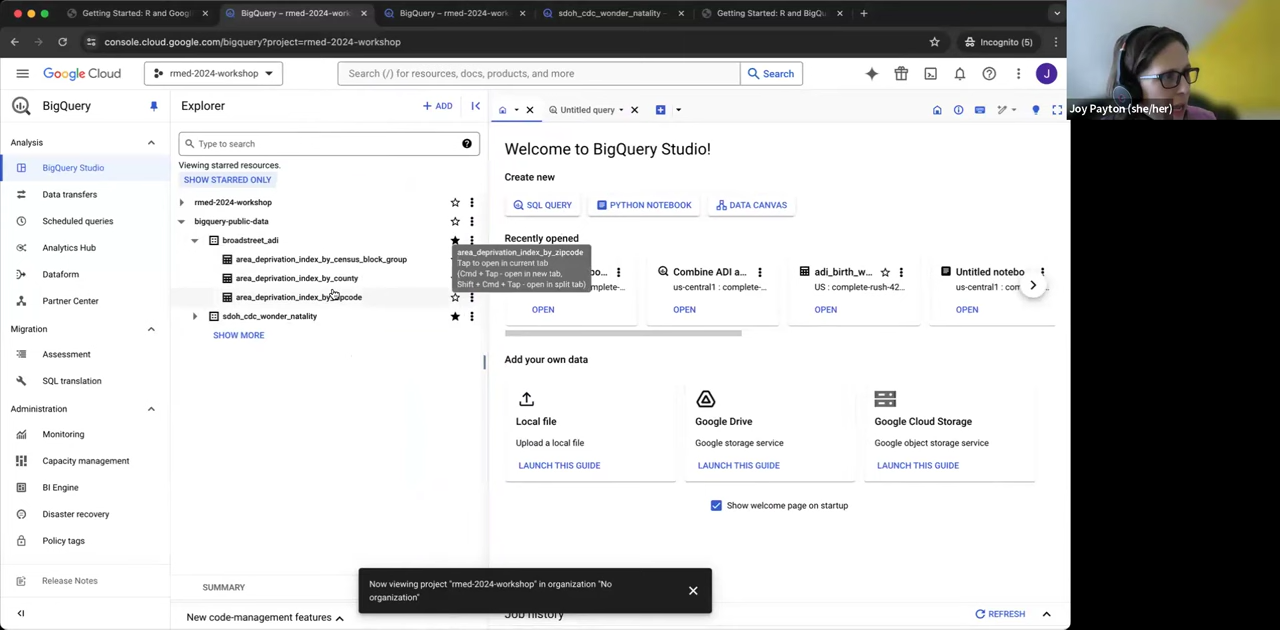 Getting Started: R and Goog
BigQuery – rmed-2024-work
BigQuery – rmed-2024-work
sdoh_cdc_wonder_natality –
Getting Started: R and BigQu
console.cloud.google.com/bigquery?project=rmed-2024-workshop
Incognito (5)
Google Cloud
rmed-2024-workshop
Search (/) for resources, docs, products, and more
Search
J
Joy Payton (she/her)
BigQuery
Analysis
BigQuery Studio
Data transfers
Scheduled queries
Analytics Hub
Dataform
Partner Center
Migration
Assessment
SQL translation
Administration
Monitoring
Capacity management
BI Engine
Disaster recovery
Policy tags
Release Notes
Explorer
+ ADD
Type to search
Viewing starred resources.
SHOW STARRED ONLY
rmed-2024-workshop
bigquery-public-data
broadstreet_adi
area_deprivation_index_by_census_block_group
area_deprivation_index_by_county
area_deprivation_index_by_zipcode
sdoh_cdc_wonder_natality
SHOW MORE
SUMMARY
New code-management features
area_deprivation_index_by_zipcode
Tap to open in current tab
(Cmd + Tap - open in new tab,
Shift + Cmd + Tap - open in split tab)
Untitled query
Welcome to BigQuery Studio!
Create new
SQL QUERY
PYTHON NOTEBOOK
DATA CANVAS
Recently opened
Combine ADI a...
us-central1 : complete-...
OPEN
OPEN
adi_birth_w...
US : complete-rush-42...
OPEN
Untitled notebo
us-central1 : complete-...
OPEN
Add your own data
Local file
Upload a local file
LAUNCH THIS GUIDE
Google Drive
Google storage service
LAUNCH THIS GUIDE
Google Cloud Storage
Google object storage service
LAUNCH THIS GUIDE
Show welcome page on startup
Now viewing project "rmed-2024-workshop" in organization "No
organization"
Job history
REFRESH